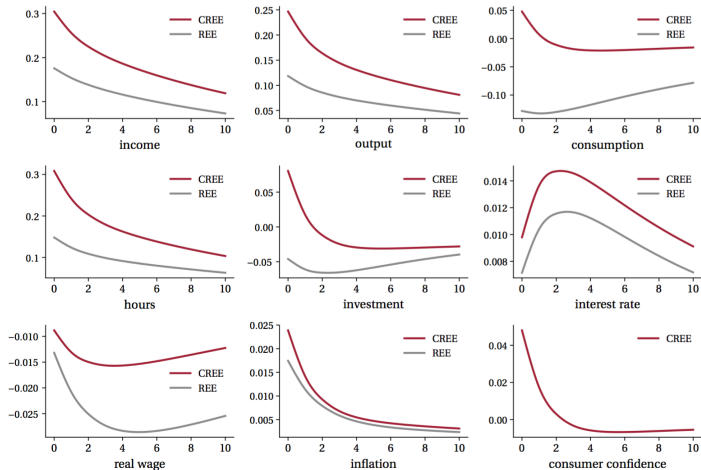 0.3
0.2
0.1
CREE
REE
0 2 4 6 8 10
income
0.25
0.20
0.15
0.10
0.05
CREE
REE
0 2 4 6 8 10
output
0.05
0.00
−0.05
−0.10
CREE
REE
0 2 4 6 8 10
consumption
0.3
0.2
0.1
CREE
REE
0 2 4 6 8 10
hours
0.05
0.00
−0.05
CREE
REE
0 2 4 6 8 10
investment
0.014
0.012
0.010
0.008
CREE
REE
0 2 4 6 8 10
interest rate
−0.010
−0.015
−0.020
−0.025
CREE
REE
0 2 4 6 8 10
real wage
0.025
0.020
0.015
0.010
0.005
CREE
REE
0 2 4 6 8 10
inflation
0.04
0.02
0.00
CREE
0 2 4 6 8 10
consumer confidence